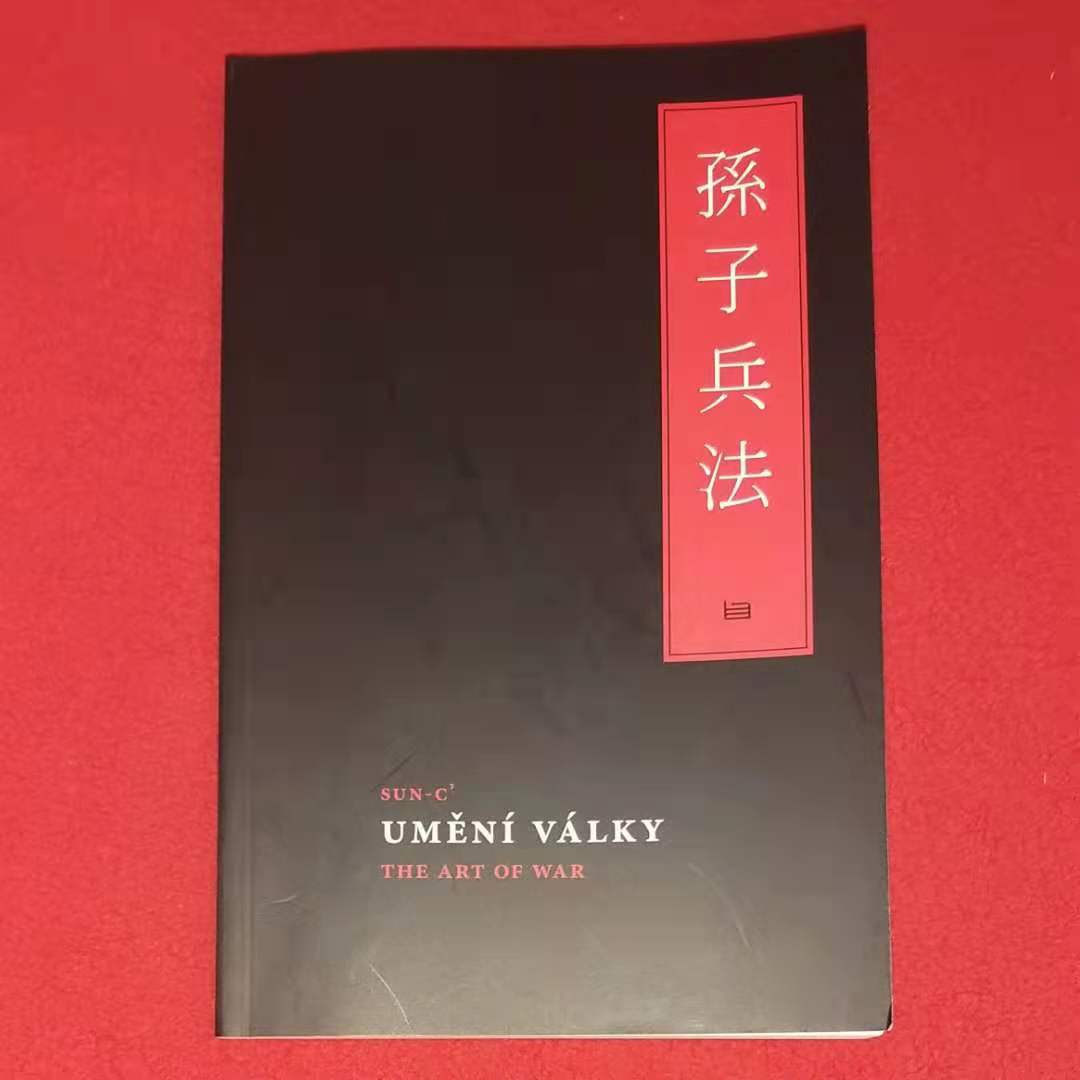 孫子兵法
SUN-C'
UMĚNÍ VÁLKY
THE ART OF WAR